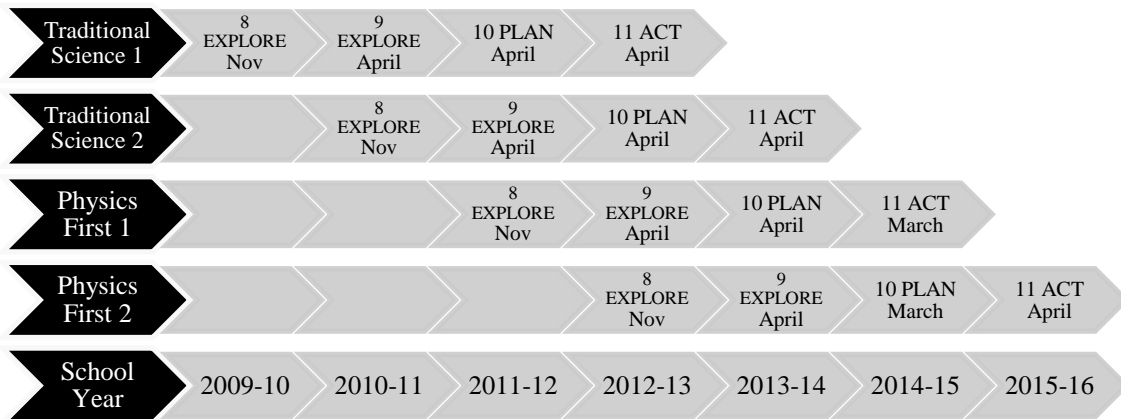 Traditional
Science 1
8
EXPLORE
Nov
9
EXPLORE
April
10 PLAN
April
11 ACT
April
Traditional
Science 2
8
EXPLORE
Nov
9
EXPLORE
April
10 PLAN
April
11 ACT
April
Physics
First 1
8
EXPLORE
Nov
9
EXPLORE
April
10 PLAN
April
11 ACT
March
Physics
First 2
8
EXPLORE
Nov
9
EXPLORE
April
10 PLAN
March
11 ACT
April
School
Year
2009-10
2010-11
2011-12
2012-13
2013-14
2014-15
2015-16